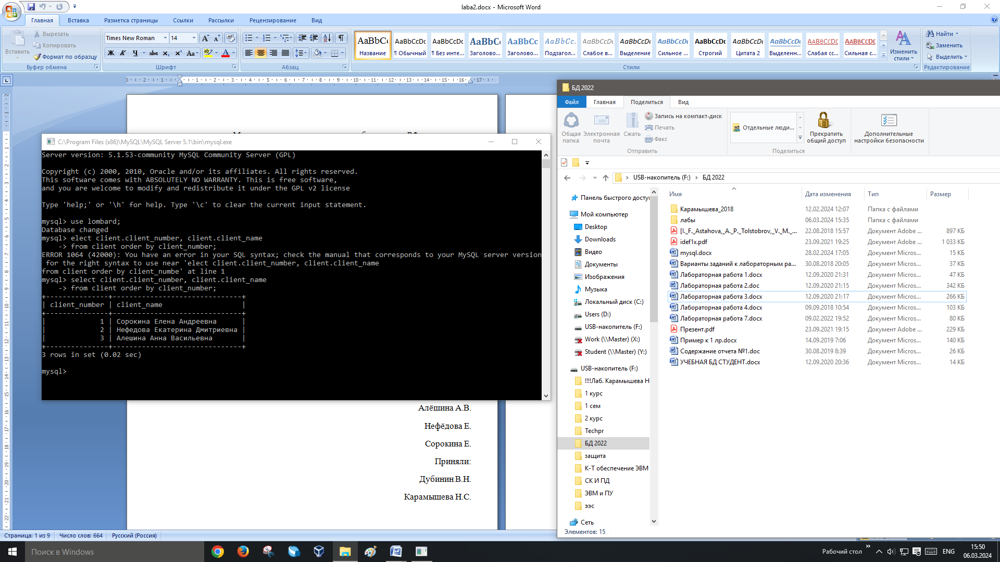 laba2.docx - Microsoft Word
Главная Вставка Разметка страницы Ссылки Рассылки Рецензирование Вид
Вставить
Вырезать
Копировать
Формат по образцу
Буфер обмена
Times New Roman 14
Шрифт
Абзац
AaBbCc Название
AaBbCcDc ¶ Обычный
AaBbCcDc ¶ Без инте...
AaBbCс Заголово...
AaBbCc Заголово...
AaBbCc. Подзагол...
AaBbCcDc Слабое в...
AaBbCcDc Выделение
AaBbCcDc Сильное ...
AaBbCcDc Строгий
AaBbCcDc Цитата 2
AaBbCcDc Выделенн...
AABBCCDE Слабая сс...
AABBCCDE Сильная с...
Стили
Изменить стили
Найти
Заменить
Выделить
Редактирование
C:\Program Files (x86)\MySQL\MySQL Server 5.1\bin\mysql.exe
Server version: 5.1.53-community MySQL Community Server (GPL)
Copyright (c) 2000, 2010, Oracle and/or its affiliates. All rights reserved.
This software comes with ABSOLUTELY NO WARRANTY. This is free software,
and you are welcome to modify and redistribute it under the GPL v2 license
Type 'help;' or '\h' for help. Type '\c' to clear the current input statement.
mysql> use lombard;
Database changed
mysql> elect client.client_number, client.client_name
    -> from client order by client_number;
ERROR 1064 (42000): You have an error in your SQL syntax; check the manual that corresponds to your MySQL server version
 for the right syntax to use near 'elect client.client_number, client.client_name
from client order by client_numbe' at line 1
mysql> select client.client_number, client.client_name
    -> from client order by client_number;
+---------------+-------------------------------+
| client_number | client_name                   |
+---------------+-------------------------------+
|             1 | Сорокина Елена Андреевна      |
|             2 | Нефедова Екатерина Дмитриевна |
|             3 | Алешина Анна Васильевна       |
+---------------+-------------------------------+
3 rows in set (0.02 sec)
mysql>
Алёшина А.В.
Нефёдова Е.
Сорокина Е.
Приняли:
Дубинин В.Н.
Карамышева Н.С.
БД 2022
Файл Главная Поделиться Вид
Общая папка
Электронная почта
Сжать
Запись на компакт-диск
Печать
Факс
Отправить
Отдельные люди...
Прекратить общий доступ
Поделиться
Дополнительные настройки безопасности
USB-накопитель (F:) БД 2022
Панель быстрого досту
Мой компьютер
Desktop
Downloads
Видео
Документы
Изображения
Музыка
Локальный диск (C:)
Users (D:)
USB-накопитель (F:)
Work (\\Master) (X:)
Student (\\Master) (Y:)
USB-накопитель (F:)
!!!!Лаб. Карамышева Н
1 курс
1 сем
2 курс
Techpr
БД 2022
защита
К-Т обеспечение ЭВМ
СК И ПД
ЭВМ и ПУ
ээс
Сеть
Имя Дата изменения Тип Размер
Карамышева_2018 12.02.2024 12:07 Папка с файлами
лабы 06.03.2024 15:35 Папка с файлами
[I._F._Astahova,_A._P._Tolstobrov,_V._M._... 22.08.2018 15:57 Документ Adobe ... 897 КБ
idef1x.pdf 23.09.2021 19:25 Документ Adobe ... 1 033 КБ
mysql.docx 28.02.2024 17:05 Документ Micros... 15 КБ
Варианты заданий к лабораторным ра... 30.08.2018 20:05 Документ Micros... 37 КБ
Лабораторная работа 1.docx 12.09.2020 21:31 Документ Micros... 47 КБ
Лабораторная работа 2.doc 12.09.2020 21:15 Документ Micros... 342 КБ
Лабораторная работа 3.docx 12.09.2020 21:17 Документ Micros... 266 КБ
Лабораторная работа 4.docx 09.09.2018 10:54 Документ Micros... 103 КБ
Лабораторная работа 7.docx 09.02.2022 19:52 Документ Micros... 80 КБ
Презент.pdf 23.09.2021 19:15 Документ Adobe ... 229 КБ
Пример к 1 лр.docx 14.09.2019 7:06 Документ Micros... 140 КБ
Содержание отчета №1.doc 30.08.2019 8:39 Документ Micros... 26 КБ
УЧЕБНАЯ БД СТУДЕНТ.docx 12.09.2020 20:36 Документ Micros... 14 КБ
Элементов: 15
Страница: 1 из 9 Число слов: 664 Русский (Россия)
Поиск в Windows
Рабочий стол
ENG
15:50
06.03.2024